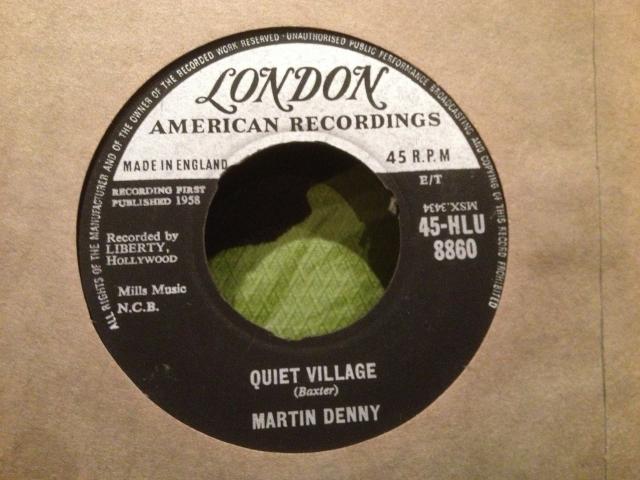 ALL RIGHTS OF THE MANUFACTURER AND OF THE OWNER OF THE RECORDED WORK RESERVED · UNAUTHORISED PUBLIC PERFORMANCE BROADCASTING AND COPYING OF THIS RECORD PROHIBITED
LONDON
AMERICAN RECORDINGS
MADE IN ENGLAND
45 R.P.M
RECORDING FIRST
PUBLISHED 1958
E/T
MSX.3434
45-HLU
8860
Recorded by
LIBERTY,
HOLLYWOOD
Mills Music
N.C.B.
QUIET VILLAGE
(Baxter)
MARTIN DENNY